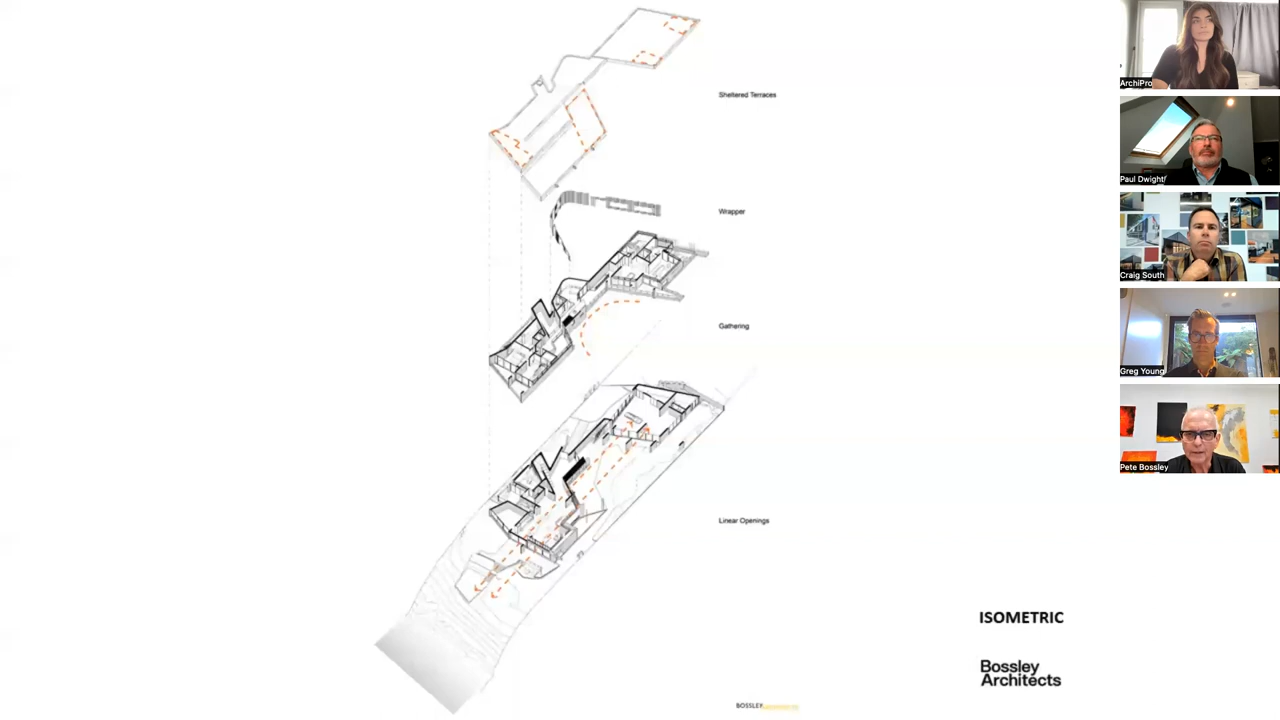 Sheltered Terraces
Wrapper
Gathering
Linear Openings
ISOMETRIC
Bossley
Architects
BOSSLEY
ArchiPro
Paul Dwight
Craig South
Greg Young
Pete Bossley